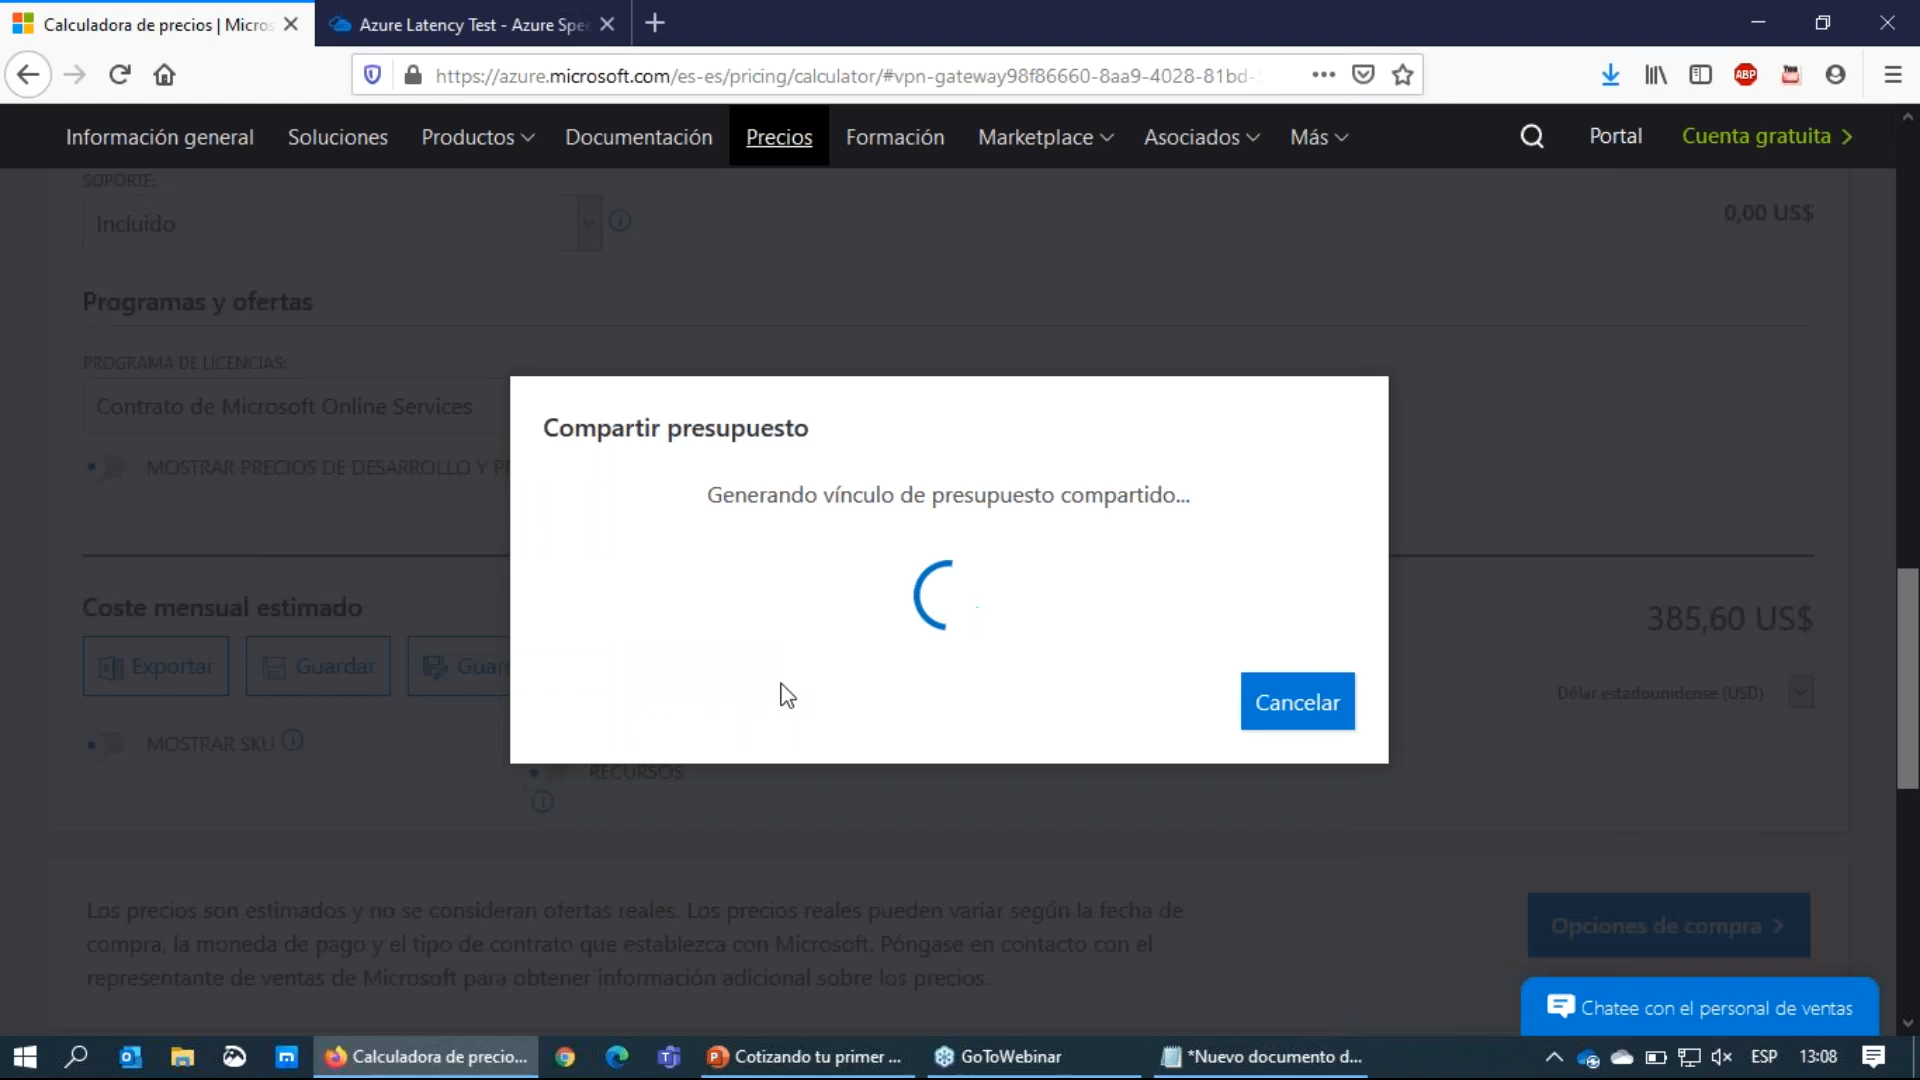 Calculadora de precios | Micros
Azure Latency Test - Azure Spe
https://azure.microsoft.com/es-es/pricing/calculator/#vpn-gateway98f86660-8aa9-4028-81bd-
ABP
Información general
Soluciones
Productos
Documentación
Precios
Formación
Marketplace
Asociados
Más
Portal
Cuenta gratuita
SOPORTE:
Incluido
0,00 US$
Programas y ofertas
PROGRAMA DE LICENCIAS:
Contrato de Microsoft Online Services
MOSTRAR PRECIOS DE DESARROLLO Y P
Compartir presupuesto
Generando vínculo de presupuesto compartido...
Cancelar
Coste mensual estimado
385,60 US$
Exportar
Guardar
Guar
Dólar estadounidense (USD)
MOSTRAR SKU
RECURSOS
Los precios son estimados y no se consideran ofertas reales. Los precios reales pueden variar según la fecha de
compra, la moneda de pago y el tipo de contrato que establezca con Microsoft. Póngase en contacto con el
representante de ventas de Microsoft para obtener información adicional sobre los precios.
Opciones de compra
Chatee con el personal de ventas
Calculadora de precio...
Cotizando tu primer ...
GoToWebinar
*Nuevo documento d...
ESP
13:08